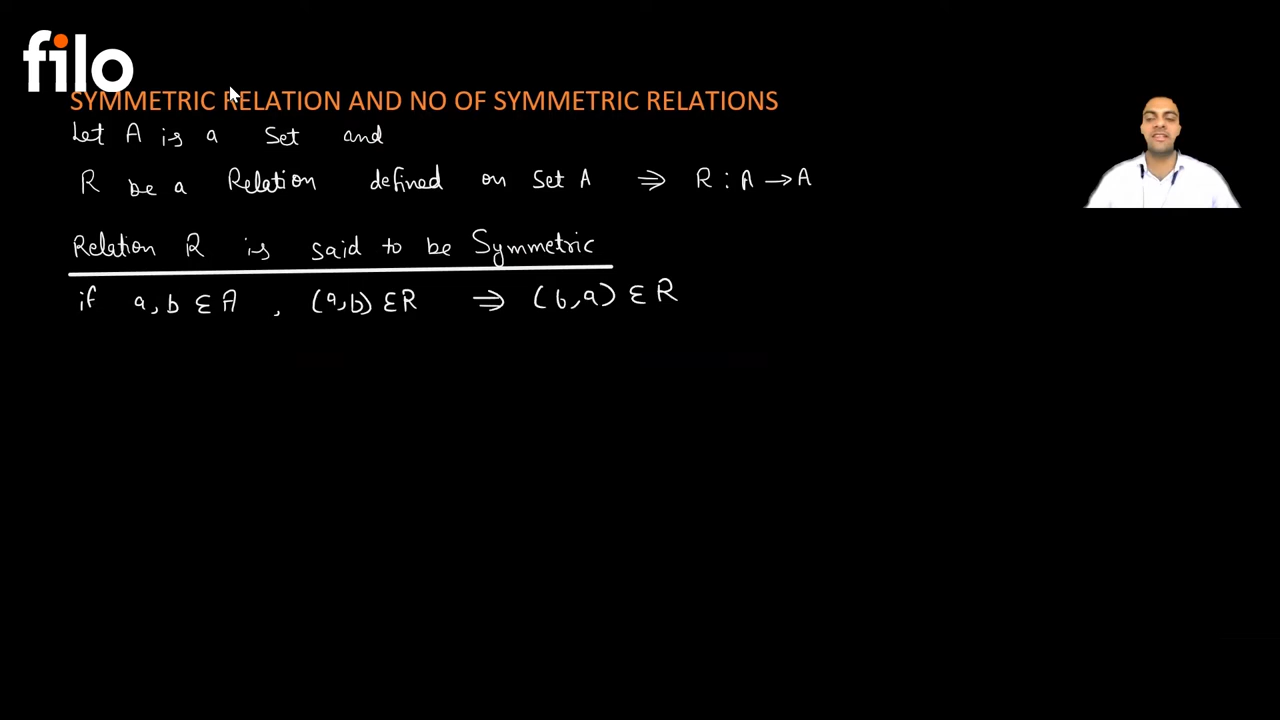 filo
SYMMETRIC RELATION AND NO OF SYMMETRIC RELATIONS
Let A is a Set and
R be a Relation defined on Set A ⇒ R : A → A
Relation R is said to be Symmetric
if a, b ∈ A , (a,b) ∈ R ⇒ (b,a) ∈ R